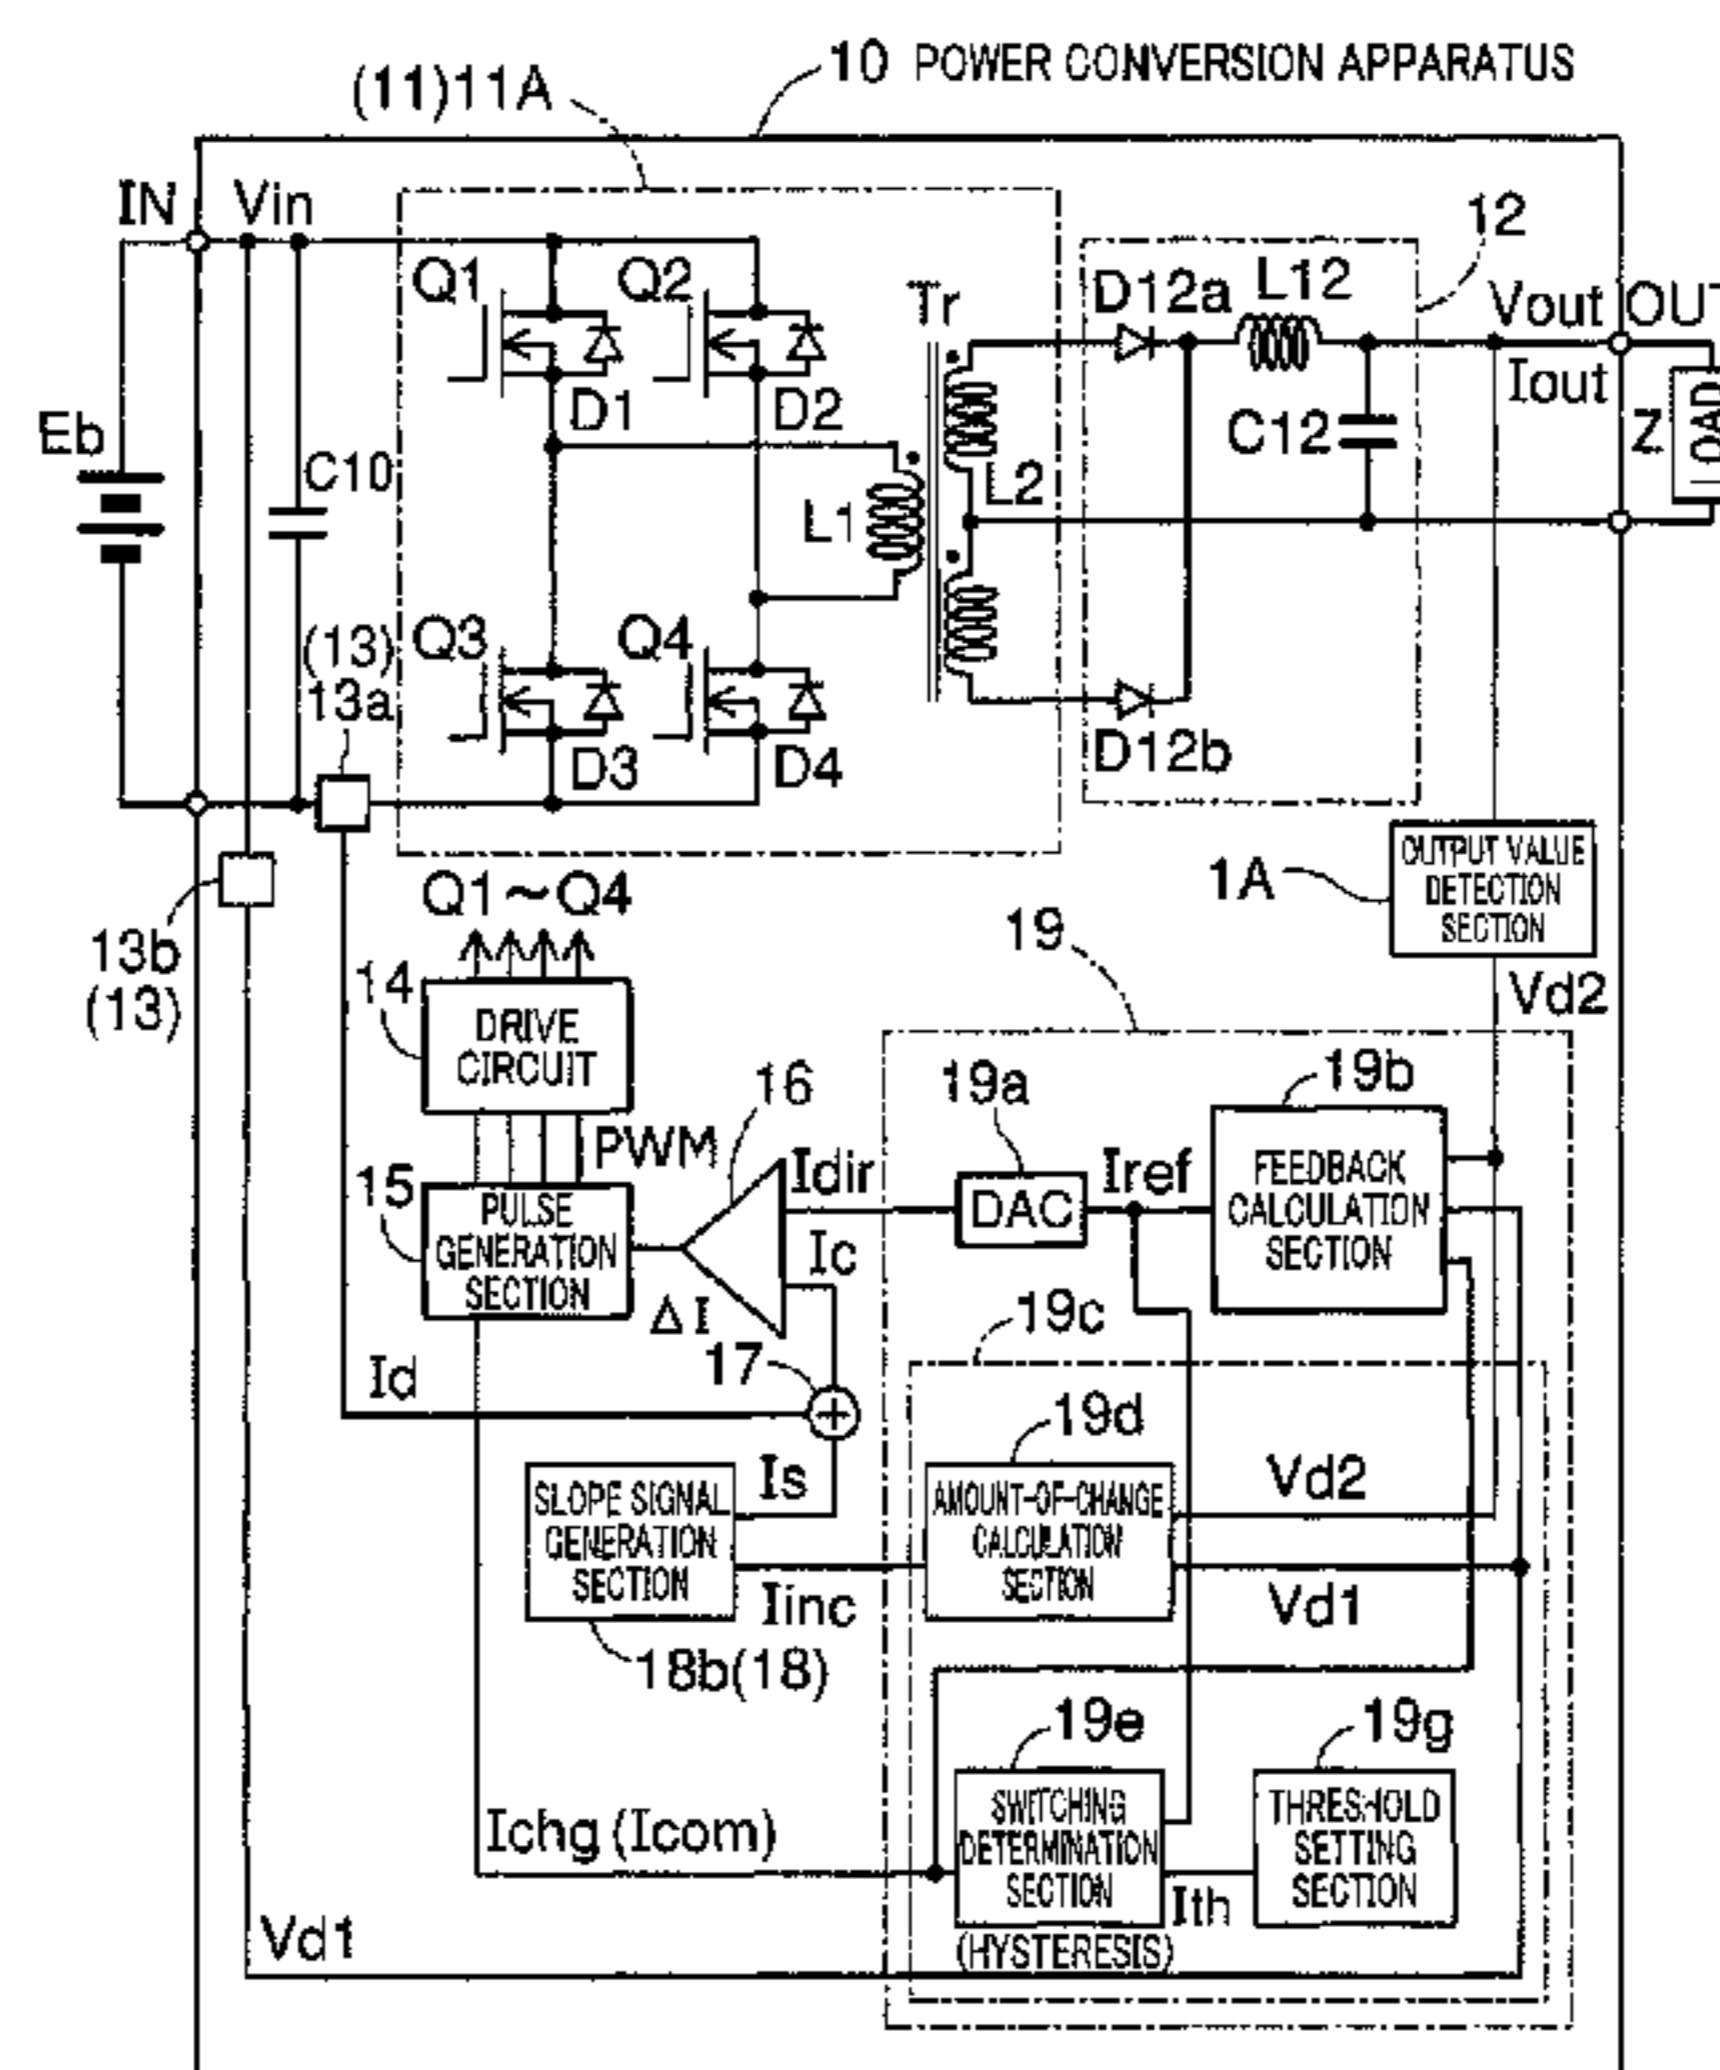 10 POWER CONVERSION APPARATUS
(11)11A
IN
Vin
12
Q1
Q2
Tr
D12a
L12
Vout
OUT
Iout
D1
D2
Eb
C10
L1
L2
C12
Z
LOAD
(13)
13a
Q3
Q4
D3
D4
D12b
1A
OUTPUT VALUE
DETECTION
SECTION
Q1~Q4
13b
(13)
14
DRIVE
CIRCUIT
19
Vd2
16
19a
19b
PWM
15
PULSE
GENERATION
SECTION
Idir
DAC
Iref
FEEDBACK
CALCULATION
SECTION
Ic
ΔI
19c
17
Id
19d
+
SLOPE SIGNAL
GENERATION
SECTION
Is
AMOUNT-OF-CHANGE
CALCULATION
SECTION
Vd2
Iinc
Vd1
18b(18)
19e
19g
Ichg (Icom)
SWITCHING
DETERMINATION
SECTION
THRESHOLD
SETTING
SECTION
Ith
(HYSTERESIS)
Vd1